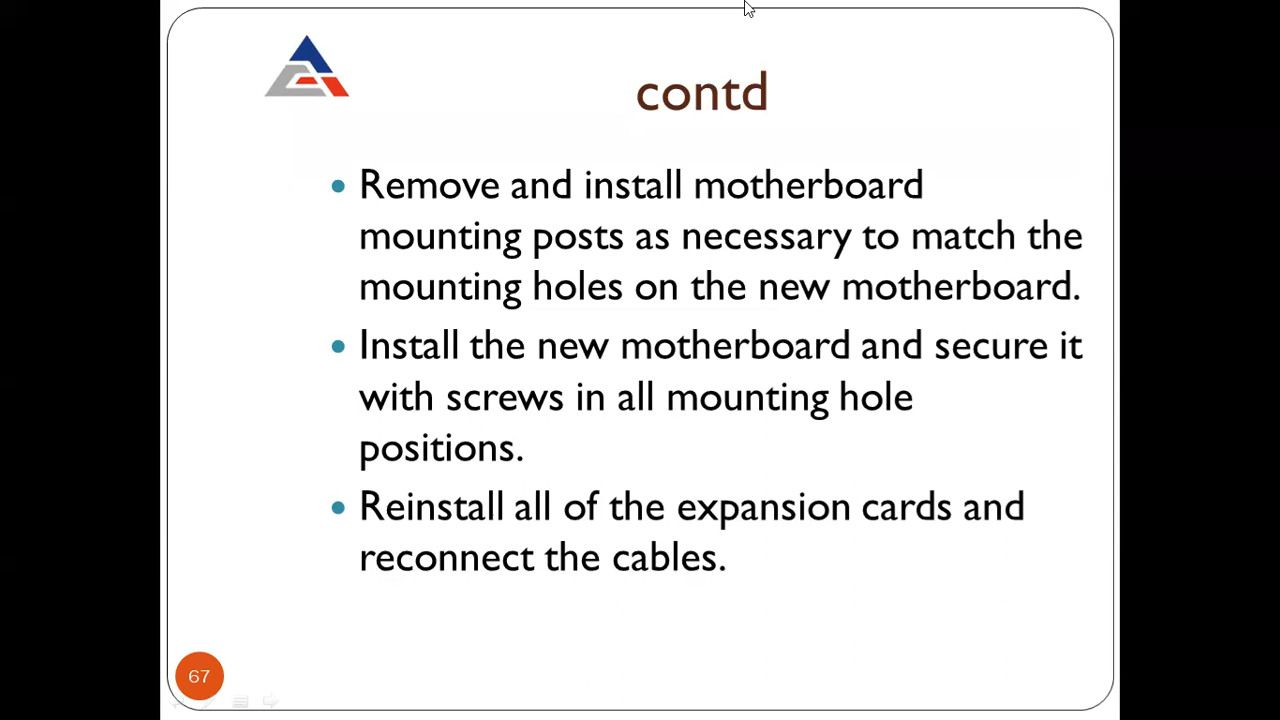 contd
• Remove and install motherboard
mounting posts as necessary to match the
mounting holes on the new motherboard.
• Install the new motherboard and secure it
with screws in all mounting hole
positions.
• Reinstall all of the expansion cards and
reconnect the cables.
67